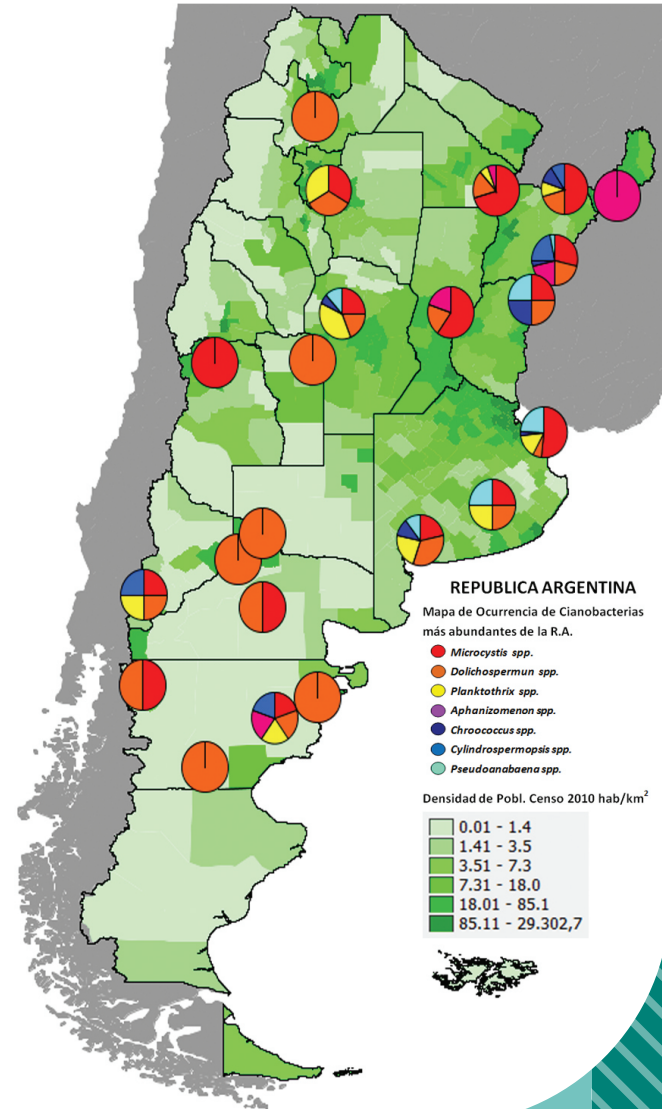 REPUBLICA ARGENTINA
Mapa de Ocurrencia de Cianobacterias
más abundantes de la R.A.
Microcystis spp.
Dolichospermun spp.
Planktothrix spp.
Aphanizomenon spp.
Chroococcus spp.
Cylindrospermopsis spp.
Pseudoanabaena spp.
Densidad de Pobl. Censo 2010 hab/km²
0.01 - 1.4
1.41 - 3.5
3.51 - 7.3
7.31 - 18.0
18.01 - 85.1
85.11 - 29.302,7